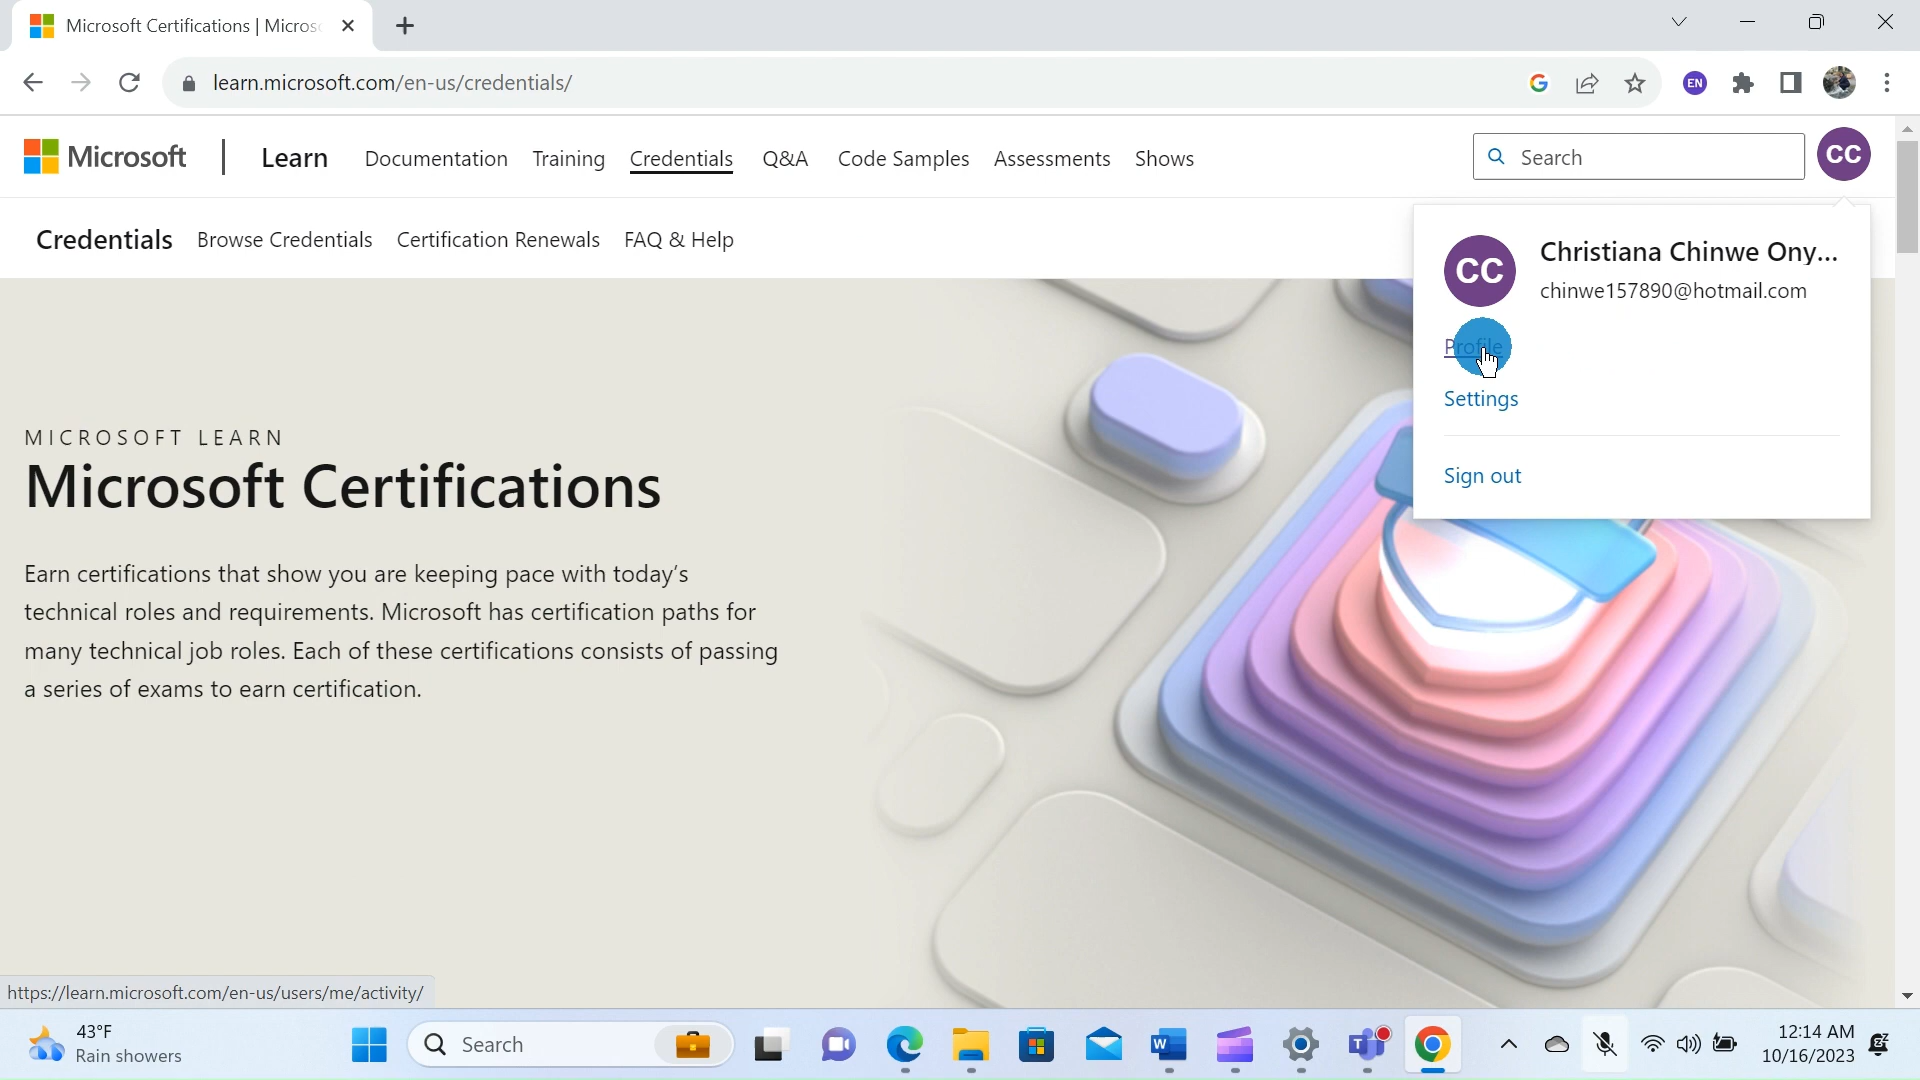 Microsoft Certifications | Micros
learn.microsoft.com/en-us/credentials/
EN
Microsoft
Learn
Documentation
Training
Credentials
Q&A
Code Samples
Assessments
Shows
Search
CC
Credentials
Browse Credentials
Certification Renewals
FAQ & Help
CC
Christiana Chinwe Ony...
chinwe157890@hotmail.com
Profile
Settings
Sign out
MICROSOFT LEARN
Microsoft Certifications
Earn certifications that show you are keeping pace with today's
technical roles and requirements. Microsoft has certification paths for
many technical job roles. Each of these certifications consists of passing
a series of exams to earn certification.
https://learn.microsoft.com/en-us/users/me/activity/
43°F
Rain showers
Search
12:14 AM
10/16/2023